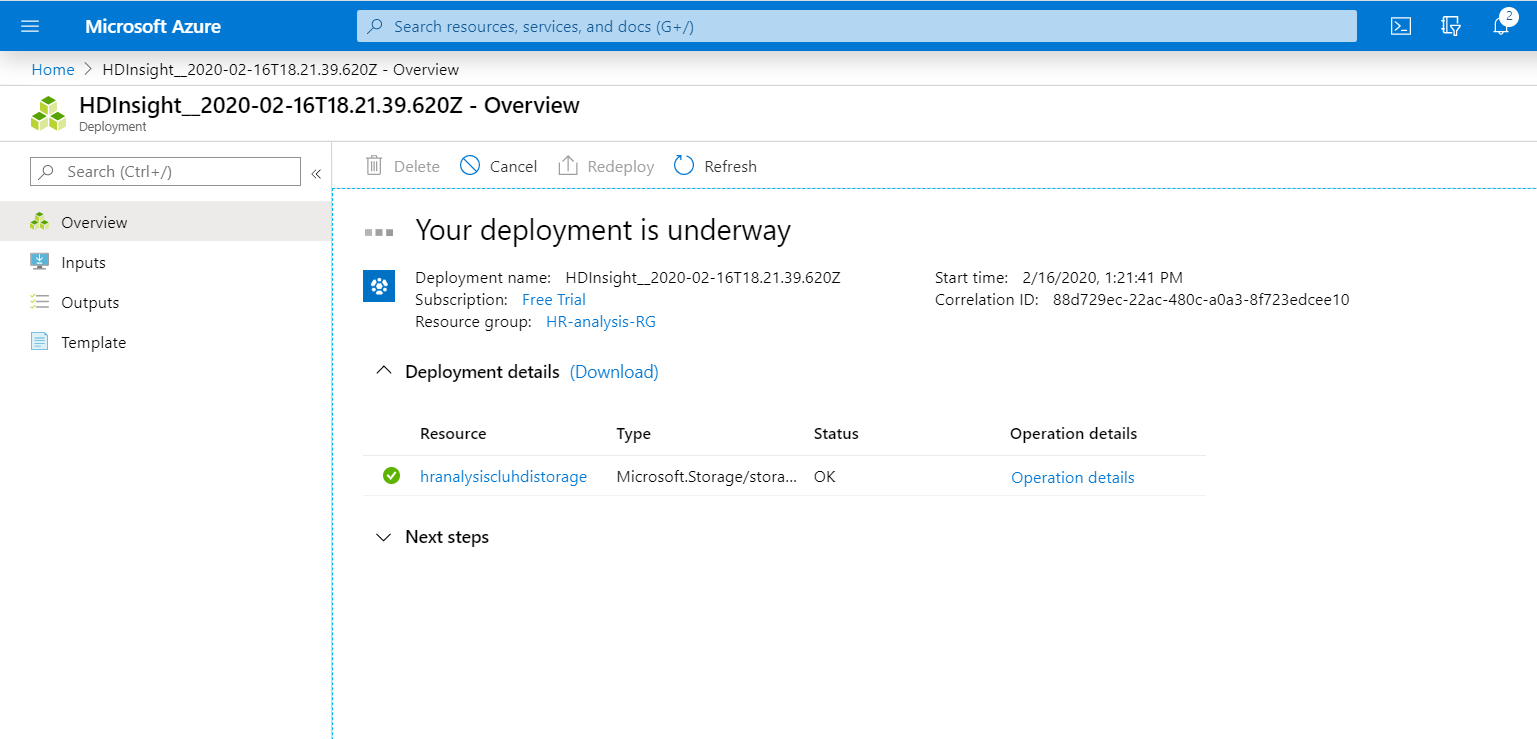 Microsoft Azure
Search resources, services, and docs (G+/)
2
Home > HDInsight__2020-02-16T18.21.39.620Z - Overview
HDInsight__2020-02-16T18.21.39.620Z - Overview
Deployment
Search (Ctrl+/)
«
Delete
Cancel
Redeploy
Refresh
Overview
Inputs
Outputs
Template
Your deployment is underway
Deployment name: HDInsight__2020-02-16T18.21.39.620Z
Subscription: Free Trial
Resource group: HR-analysis-RG
Start time: 2/16/2020, 1:21:41 PM
Correlation ID: 88d729ec-22ac-480c-a0a3-8f723edcee10
Deployment details (Download)
Resource Type Status Operation details
hranalysiscluhdistorage Microsoft.Storage/stora... OK Operation details
Next steps